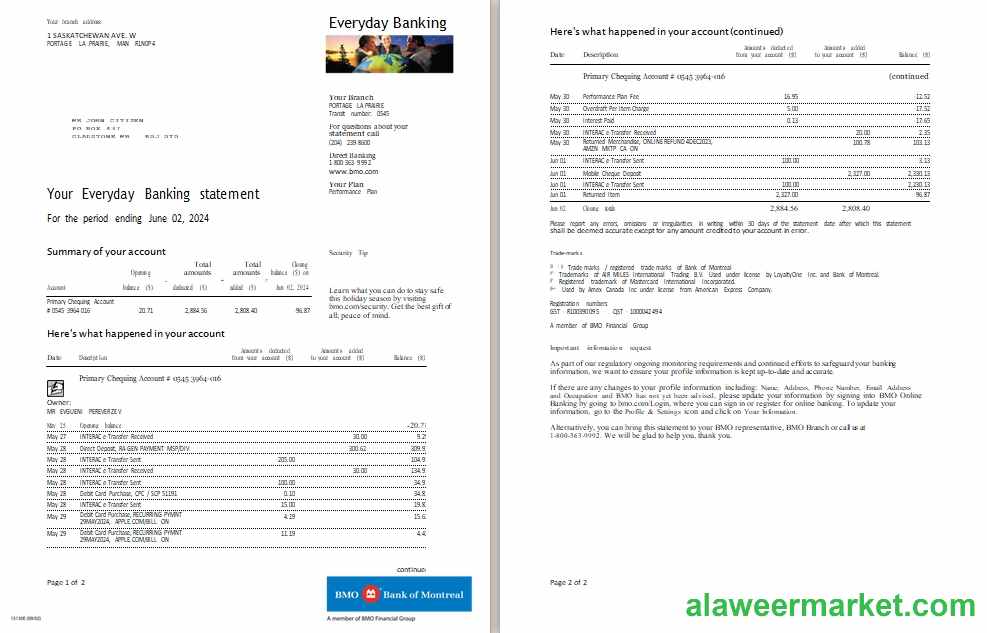 Your branch address:
1 SASKATCHEWAN AVE. W
PORTAGE LA PRAIRIE, MAN R1N0P4
Everyday Banking
Your Branch
PORTAGE LA PRAIRIE
Transit number: 0545
For questions about your
statement call
(204) 239-8600
Direct Banking
1 800 363 9992
www.bmo.com
Your Plan
Performance Plan
MR JOHN CITIZEN
Your Everyday Banking statement
For the period ending June 02, 2024
Summary of your account
Security Tip
Opening Total Total Closing
amounts amounts balance ($) on
Account balance ($) deducted ($) added ($) Jun 02, 2024
Primary Chequing Account
# 0545 3964 016 20.71 2,884.56 2,808.40 96,87
Learn what you can do to stay safe
this holiday season by visiting
bmo.com/security. Get the best gift of
all; peace of mind.
Here's what happened in your account
Amounts deducted Amounts added
Date Description from your account ($) to your account ($) Balance ($)
Primary Chequing Account # 0545 3964-016
Owner:
MR EVGUENI PEREVERZEV
May 25 Opening balance -20.7)
May 27 INTERAC e-Transfer Received 30.00 9.2
May 28 Direct Deposit, RA GEN PAYMENT MSP/DIV. 300.62 309.9
May 28 INTERAC e-Transfer Sent 205.00 104.9
May 28 INTERAC e-Transfer Received 30.00 134.9
May 28 INTERAC e-Transfer Sent 100.00 34.9
May 28 Debit Card Purchase, CPC / SCP 51191 0.10 34.8
May 28 INTERAC e-Transfer Sent 15.00 19.8
May 29 Debit Card Purchase, RECURRING PYMNT 4.19 15.6
29MAY2024, APPLE.COM/BILL ON
May 29 Debit Card Purchase, RECURRING PYMNT 11.19 4.4
29MAY2024, APPLE.COM/BILL ON
continue
Page 1 of 2
BMO Bank of Montreal
A member of BMO Financial Group
Here's what happened in your account (continued)
Amounts deducted Amounts added
Date Description from your account ($) to your account ($) Balance ($)
Primary Chequing Account # 0545 3964-016 (continued
May 30 Performance Plan Fee 16.95 -12.52
May 30 Overdraft Per Item Charge 5.00 -17.52
May 30 Interest Paid 0.13 -17.65
May 30 INTERAC e-Transfer Received 20.00 2.35
May 30 Returned Merchandise, ONLINE REFUND 4DEC2023, 100.78 103.13
AMZN MKTP CA ON
Jun 01 INTERAC e-Transfer Sent 100.00 3.13
Jun 01 Mobile Cheque Deposit 2,327.00 2,330.13
Jun 01 INTERAC e-Transfer Sent 100.00 2,230.13
Jun 01 Returned Item 2,327.00 96,87
Jun 02 Closing totals 2,884.56 2,808.40
Please report any errors, omissions or irregularities in writing within 30 days of the statement date after which this statement
shall be deemed accurate except for any amount credited to your account in error.
Trade-marks
Trade marks / registered trade marks of Bank of Montreal
Trademarks of AIR MILES International Trading B.V. Used under license by LoyaltyOne Inc. and Bank of Montreal.
Registered trademark of Mastercard International Incorporated.
Used by Amex Canada Inc under license from American Express Company.
Registration numbers
GST - R100390095 QST - 1000042494
A member of BMO Financial Group
Important information request
As part of our regulatory ongoing monitoring requirements and continued efforts to safeguard your banking
information, we want to ensure your profile information is kept up-to-date and accurate.
If there are any changes to your profile information including: Name, Address, Phone Number, Email Address
and Occupation and BMO has not yet been advised, please update your information by signing into BMO Online
Banking by going to bmo.com/Login, where you can sign in or register for online banking. To update your
information, go to the Profile & Settings icon and click on Your Information.
Alternatively, you can bring this statement to your BMO representative, BMO Branch or call us at
1-800-363-9992. We will be glad to help you, thank you.
Page 2 of 2
alaweermarket.com